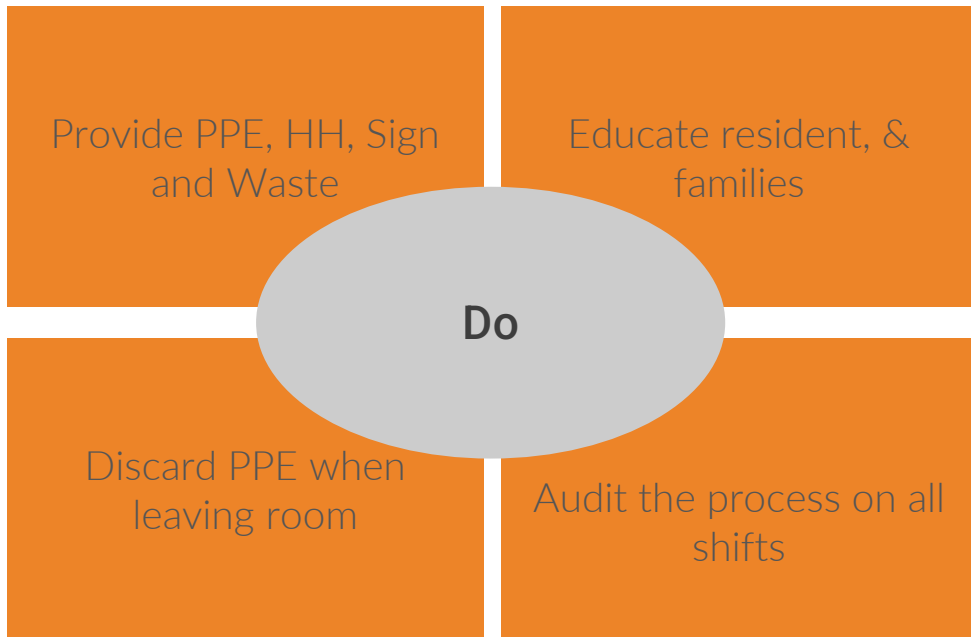 Provide PPE, HH, Sign
and Waste
Educate resident, &
families
Do
Discard PPE when
leaving room
Audit the process on all
shifts